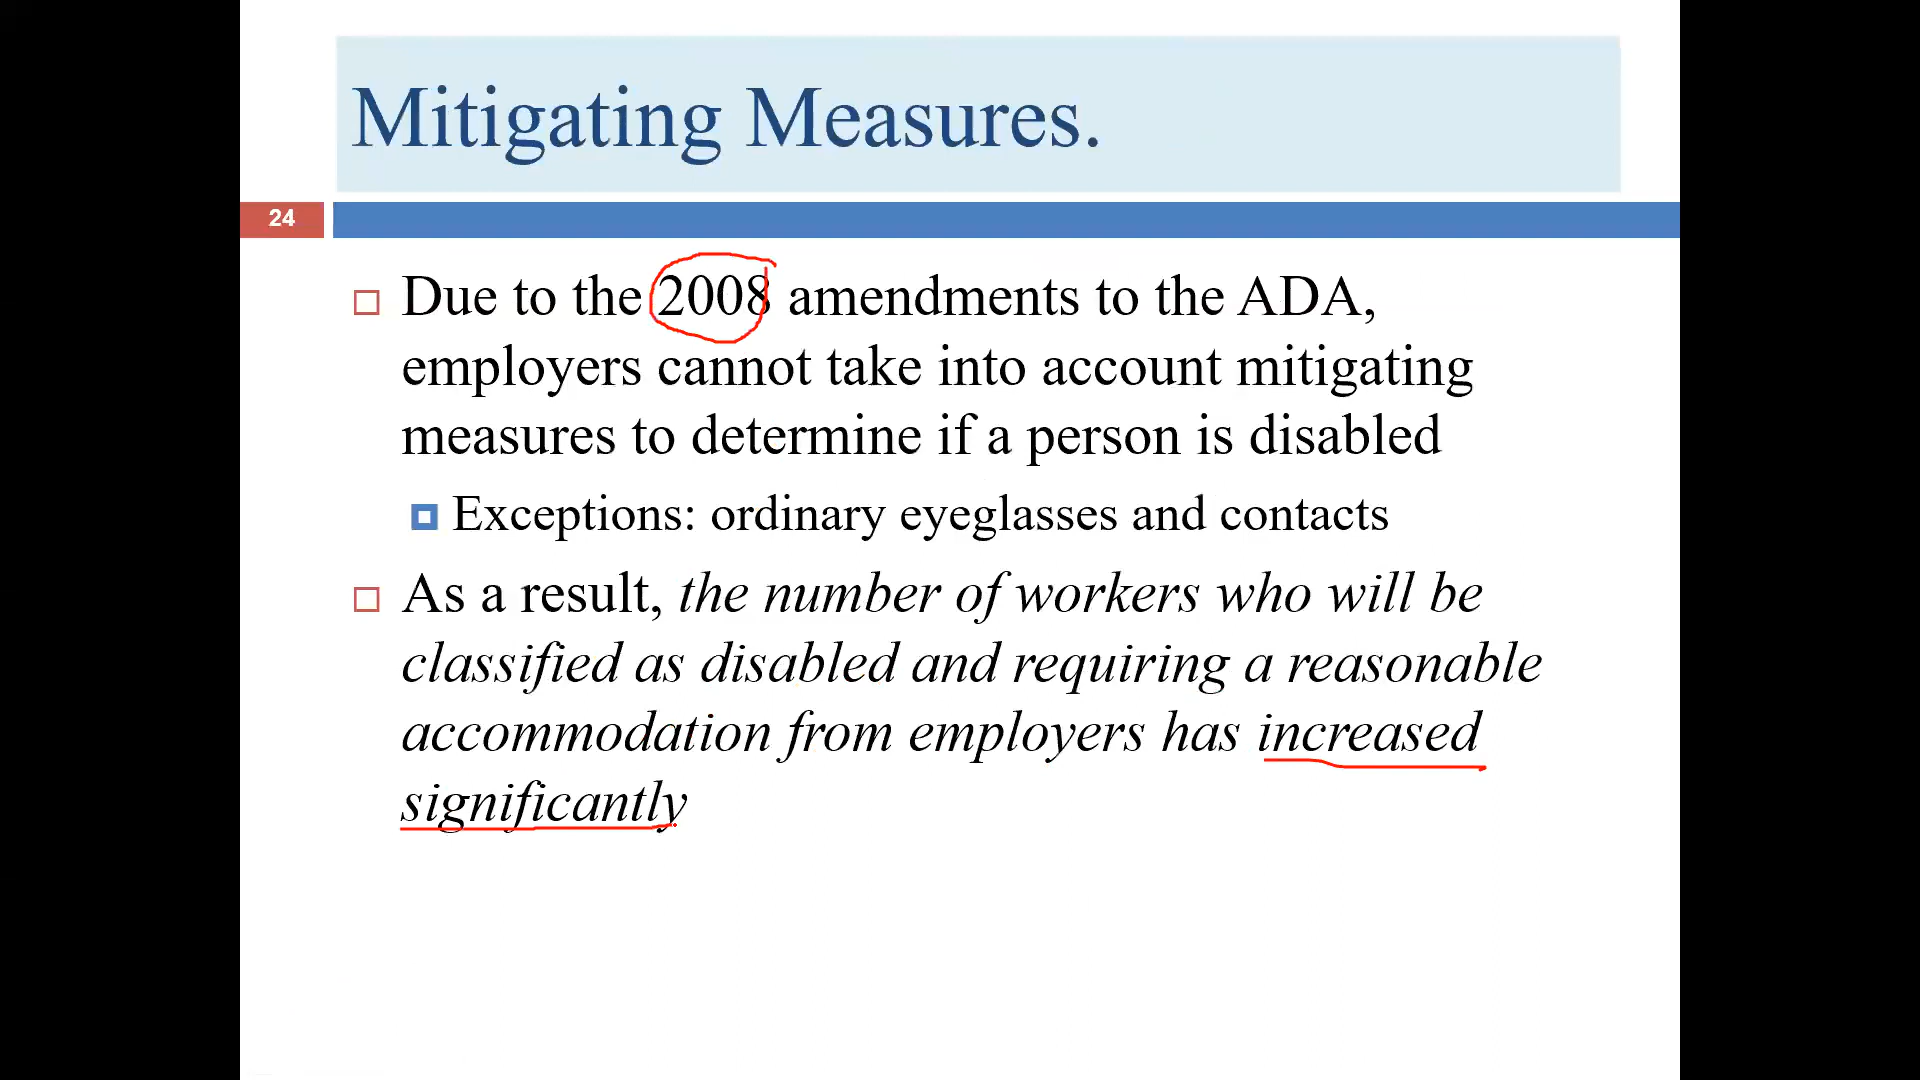 Mitigating Measures.
24
Due to the 2008 amendments to the ADA,
employers cannot take into account mitigating
measures to determine if a person is disabled
Exceptions: ordinary eyeglasses and contacts
As a result, the number of workers who will be
classified as disabled and requiring a reasonable
accommodation from employers has increased
significantly